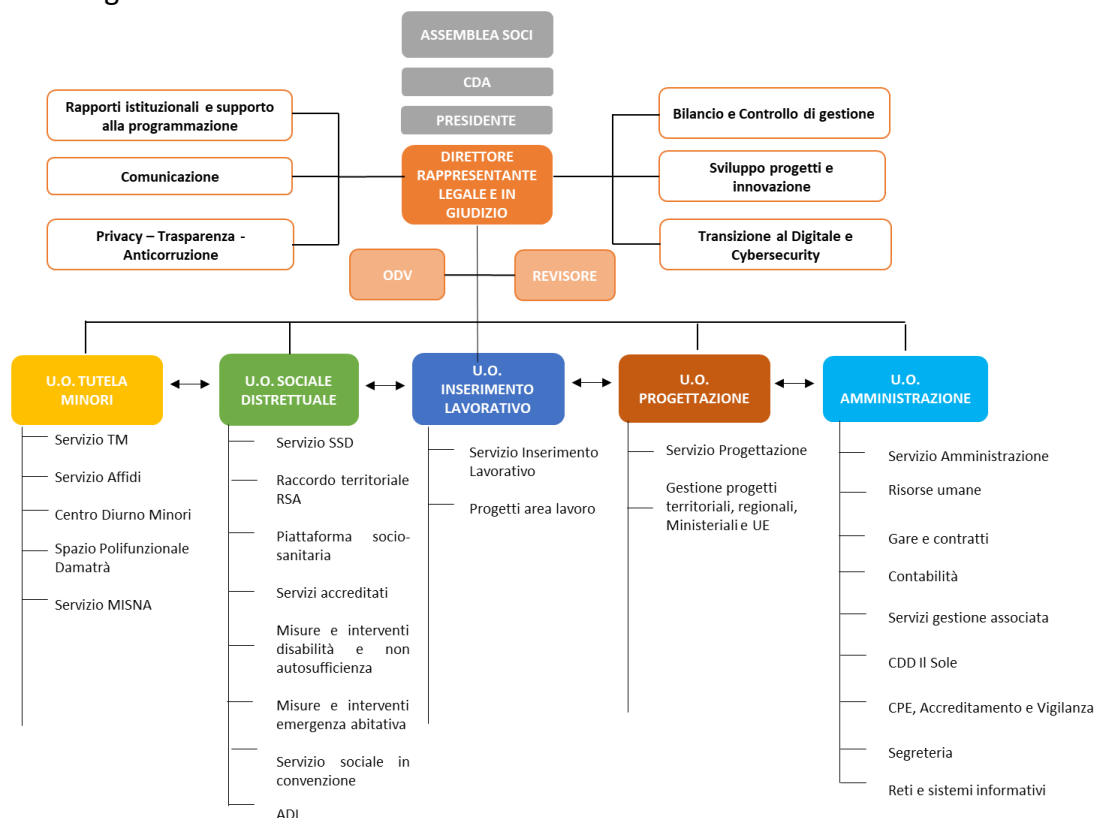 ASSEMBLEA SOCI
CDA
PRESIDENTE
DIRETTORE
RAPPRESENTANTE
LEGALE E IN
GIUDIZIO
Rapporti istituzionali e supporto
alla programmazione
Comunicazione
Privacy – Trasparenza -
Anticorruzione
Bilancio e Controllo di gestione
Sviluppo progetti e
innovazione
Transizione al Digitale e
Cybersecurity
ODV
REVISORE
U.O. TUTELA
MINORI
Servizio TM
Servizio Affidi
Centro Diurno Minori
Spazio Polifunzionale
Damatrà
Servizio MISNA
U.O. SOCIALE
DISTRETTUALE
Servizio SSD
Raccordo territoriale
RSA
Piattaforma socio-
sanitaria
Servizi accreditati
Misure e interventi
disabilità e non
autosufficienza
Misure e interventi
emergenza abitativa
Servizio sociale in
convenzione
ADI
U.O.
INSERIMENTO
LAVORATIVO
Servizio Inserimento
Lavorativo
Progetti area lavoro
U.O.
PROGETTAZIONE
Servizio Progettazione
Gestione progetti
territoriali, regionali,
Ministeriali e UE
U.O.
AMMINISTRAZIONE
Servizio Amministrazione
Risorse umane
Gare e contratti
Contabilità
Servizi gestione associata
CDD Il Sole
CPE, Accreditamento e Vigilanza
Segreteria
Reti e sistemi informativi